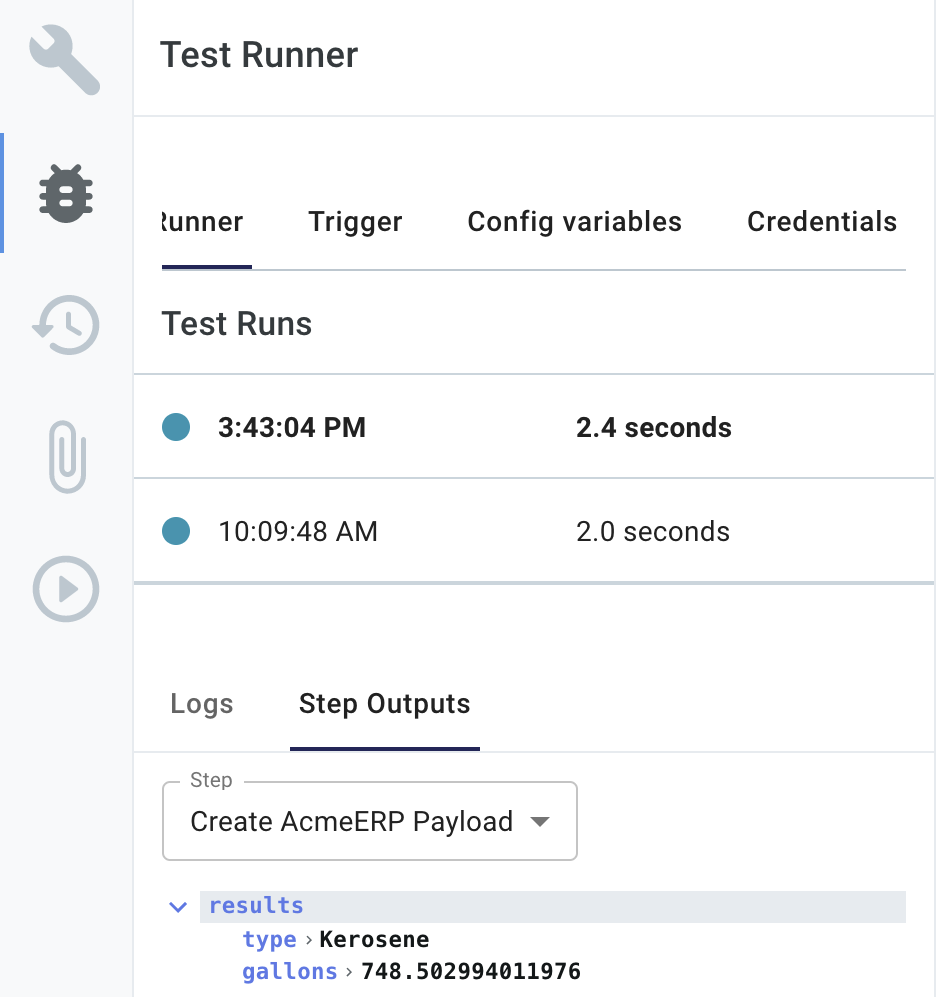 Test Runner
Runner Trigger Config variables Credentials
Test Runs
3:43:04 PM 2.4 seconds
10:09:48 AM 2.0 seconds
Logs Step Outputs
Step
Create AcmeERP Payload
results
type › Kerosene
gallons › 748.502994011976